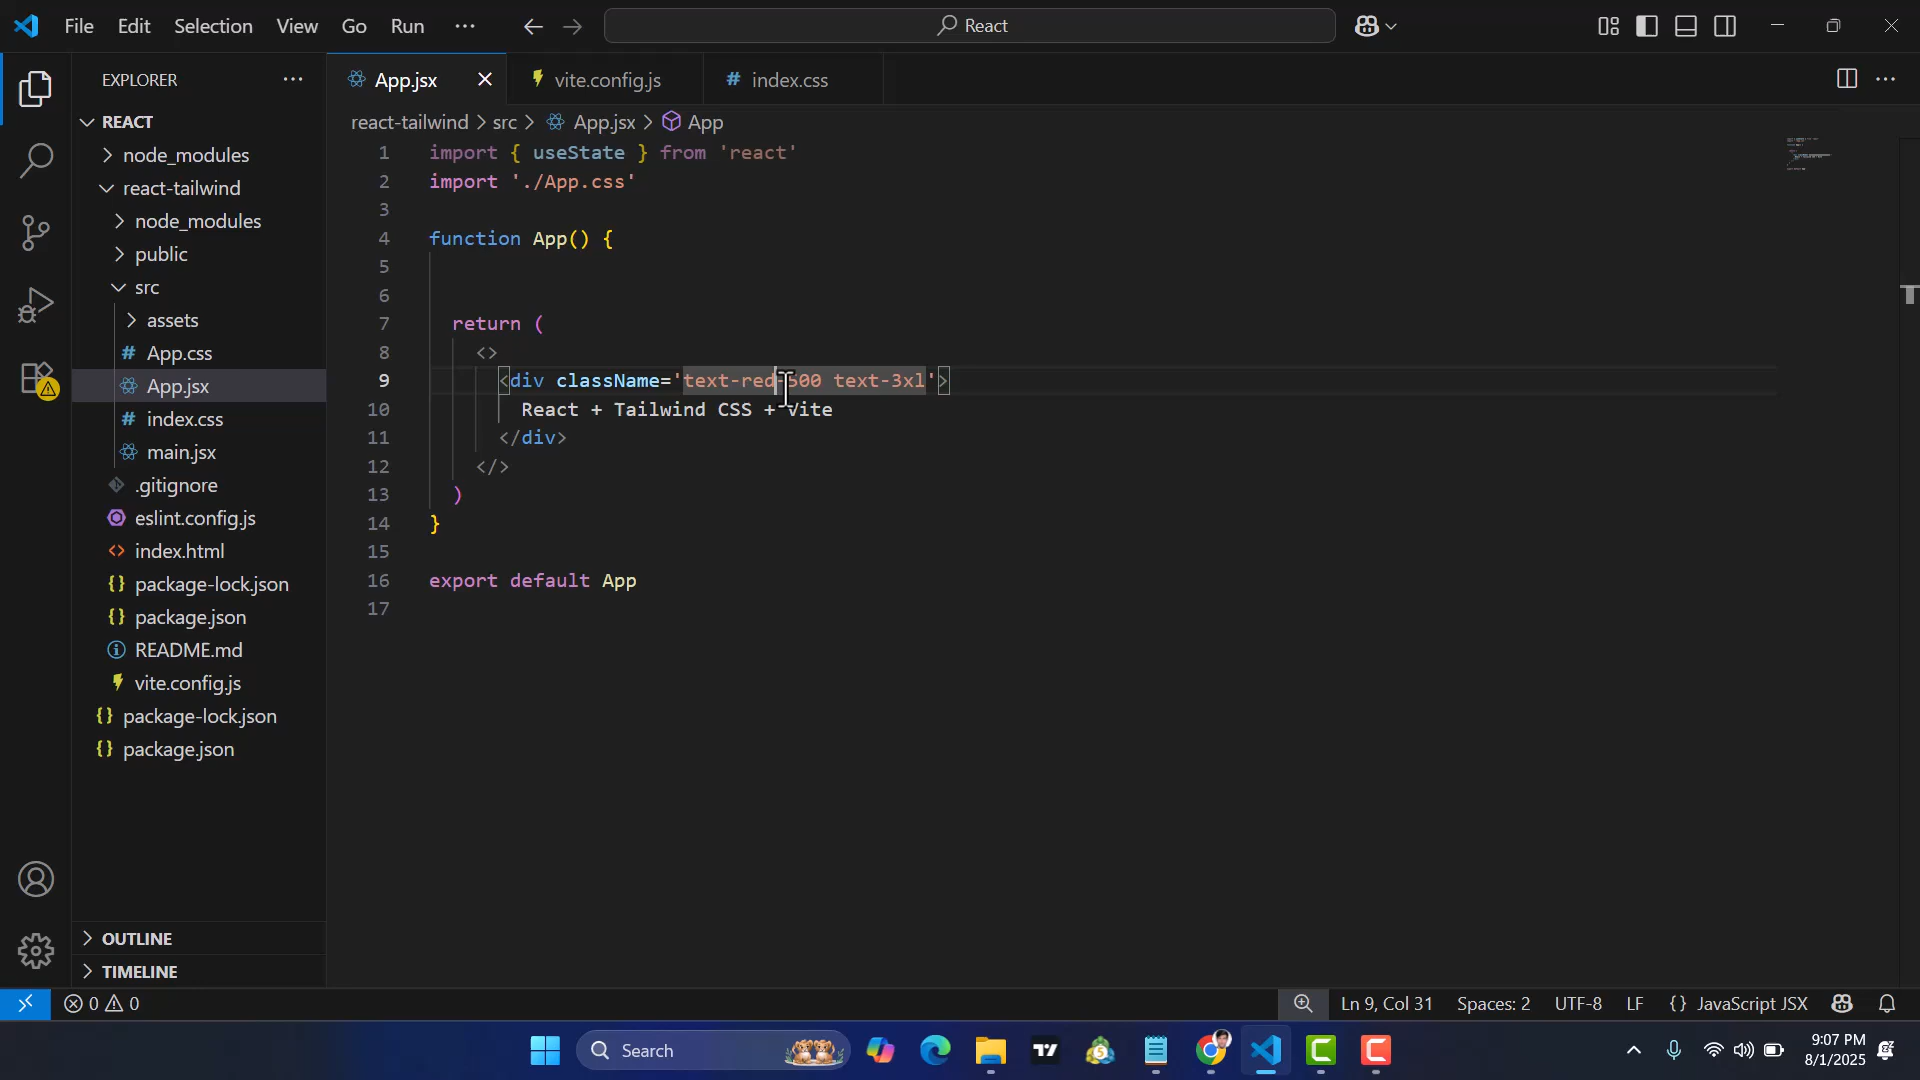 File Edit Selection View Go Run ··· React
EXPLORER ···
App.jsx vite.config.js index.css
REACT
node_modules
react-tailwind
node_modules
public
src
assets
App.css
App.jsx
index.css
main.jsx
.gitignore
eslint.config.js
index.html
package-lock.json
package.json
README.md
vite.config.js
package-lock.json
package.json
OUTLINE
TIMELINE
react-tailwind > src > App.jsx > App
1 import { useState } from 'react'
2 import './App.css'
3
4 function App() {
5
6
7 return (
8 <>
9 <div className='text-red-500 text-3xl'>
10 React + Tailwind CSS + Vite
11 </div>
12 </>
13 )
14 }
15
16 export default App
17
0 0 Ln 9, Col 31 Spaces: 2 UTF-8 LF {} JavaScript JSX
Search
9:07 PM
8/1/2025